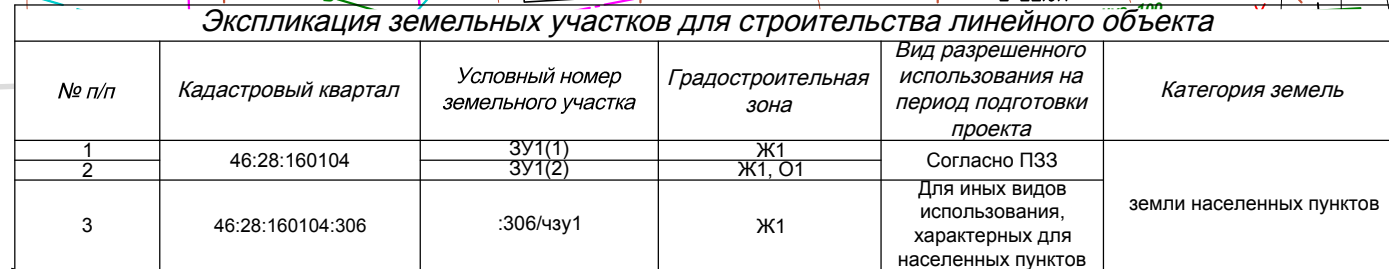 Экспликация земельных участков для строительства линейного объекта
№ п/п
Кадастровый квартал
Условный номер
земельного участка
Градостроительная
зона
Вид разрешенного
использования на
период подготовки
проекта
Категория земель
1
46:28:160104
ЗУ1(1)
Ж1
Согласно ПЗЗ
земли населенных пунктов
2
ЗУ1(2)
Ж1, О1
3
46:28:160104:306
:306/чзу1
Ж1
Для иных видов
использования,
характерных для
населенных пунктов